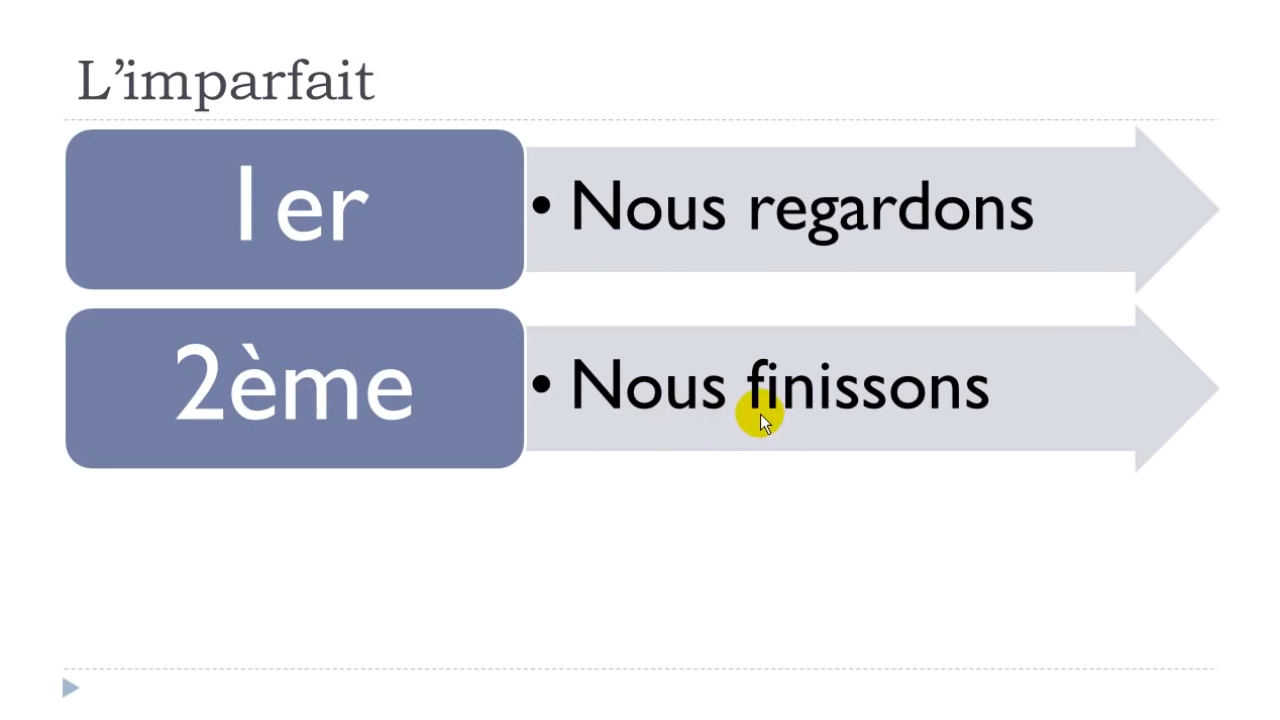 L’imparfait
1er
• Nous regardons
2ème
• Nous finissons